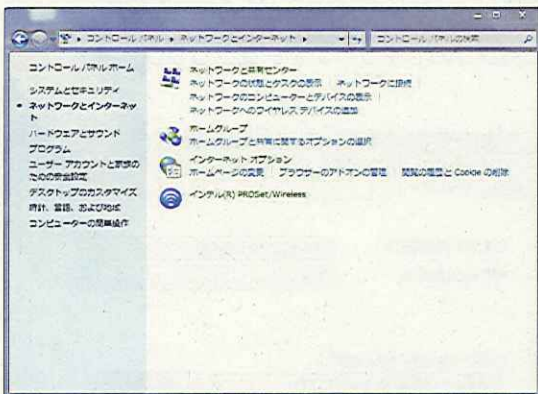 コントロール パネル ▸ ネットワークとインターネット ▸
コントロール パネルの検索
コントロール パネル ホーム
システムとセキュリティ
ネットワークとインターネッ
ト
ハードウェアとサウンド
プログラム
ユーザー アカウントと家族の
ための安全設定
デスクトップのカスタマイズ
時計、言語、および地域
コンピューターの簡単操作
ネットワークと共有センター
ネットワークの状態とタスクの表示 ネットワークに接続
ネットワークのコンピューターとデバイスの表示
ネットワークへのワイヤレス デバイスの追加
ホームグループ
ホームグループと共有に関するオプションの選択
インターネット オプション
ホームページの変更 ブラウザーのアドオンの管理 閲覧の履歴と Cookie の削除
インテル(R) PROSet/Wireless